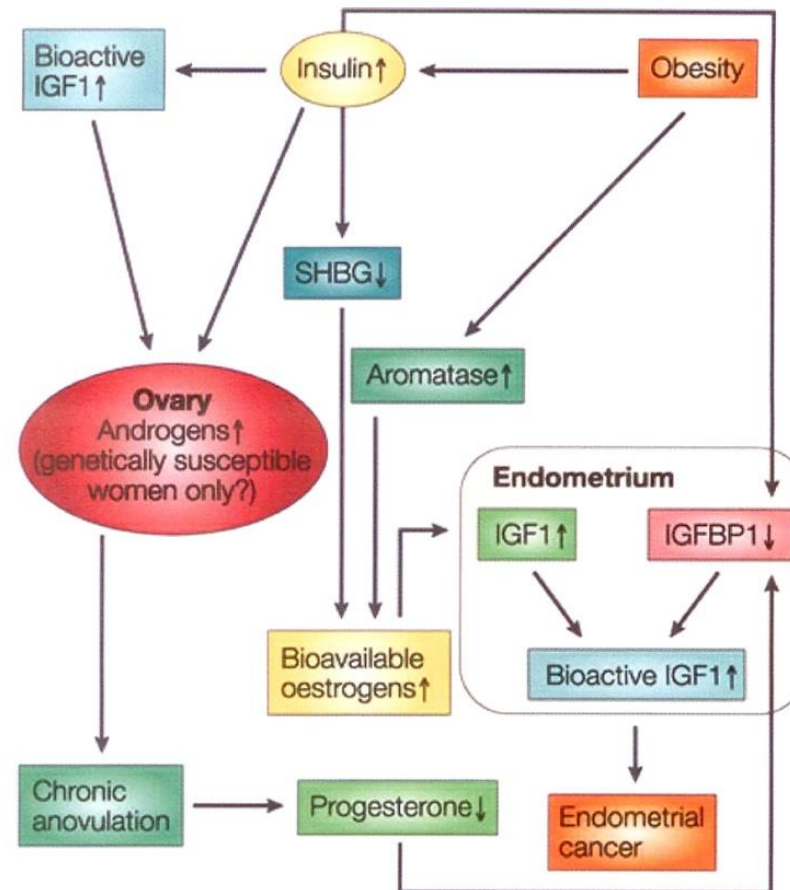 Bioactive
IGF1↑
Insulin↑
Obesity
SHBG↓
Aromatase↑
Ovary
Androgens↑
(genetically susceptible
women only?)
Endometrium
IGF1↑
IGFBP1↓
Bioavailable
oestrogens↑
Bioactive IGF1↑
Chronic
anovulation
Progesterone↓
Endometrial
cancer